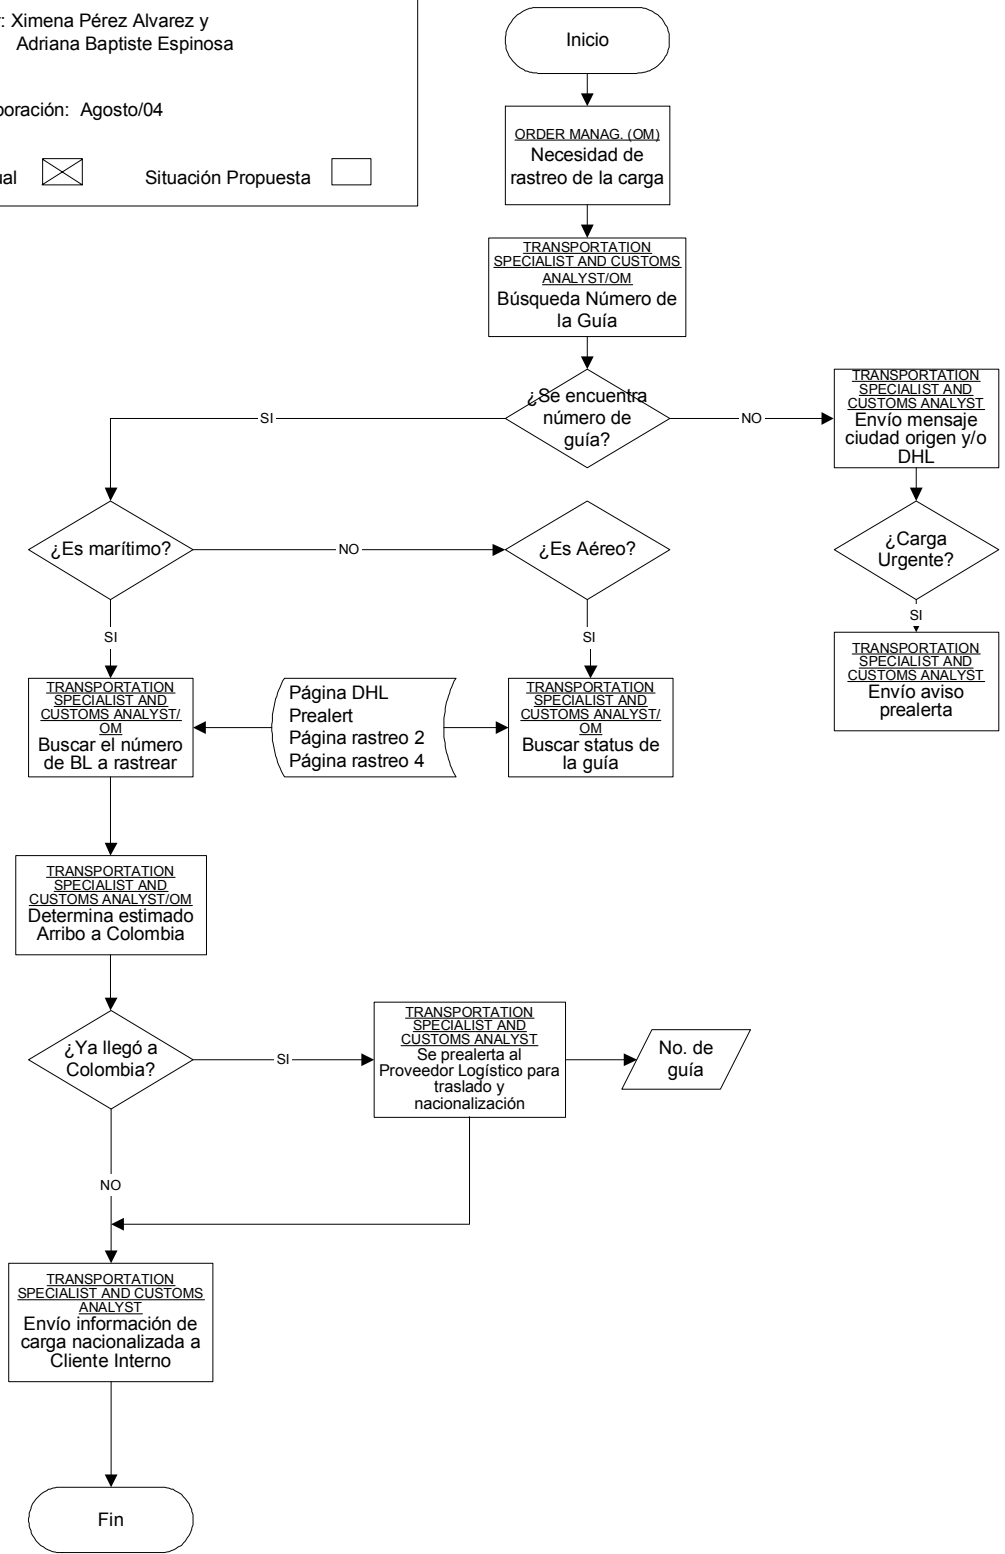 : Ximena Pérez Alvarez y
Adriana Baptiste Espinosa
boración: Agosto/04
ual
Situación Propuesta
Inicio
ORDER MANAG. (OM)
Necesidad de
rastreo de la carga
TRANSPORTATION
SPECIALIST AND CUSTOMS
ANALYST/OM
Búsqueda Número de
la Guía
¿Se encuentra
número de
guía?
SI
NO
TRANSPORTATION
SPECIALIST AND
CUSTOMS ANALYST
Envío mensaje
ciudad origen y/o
DHL
¿Es marítimo?
NO
¿Es Aéreo?
¿Carga
Urgente?
SI
SI
SI
TRANSPORTATION
SPECIALIST AND
CUSTOMS ANALYST
Envío aviso
prealerta
TRANSPORTATION
SPECIALIST AND
CUSTOMS ANALYST/
OM
Buscar el número
de BL a rastrear
Página DHL
Prealert
Página rastreo 2
Página rastreo 4
TRANSPORTATION
SPECIALIST AND
CUSTOMS ANALYST/
OM
Buscar status de
la guía
TRANSPORTATION
SPECIALIST AND
CUSTOMS ANALYST/OM
Determina estimado
Arribo a Colombia
¿Ya llegó a
Colombia?
SI
TRANSPORTATION
SPECIALIST AND
CUSTOMS ANALYST
Se prealerta al
Proveedor Logístico para
traslado y
nacionalización
No. de
guía
NO
TRANSPORTATION
SPECIALIST AND CUSTOMS
ANALYST
Envío información de
carga nacionalizada a
Cliente Interno
Fin